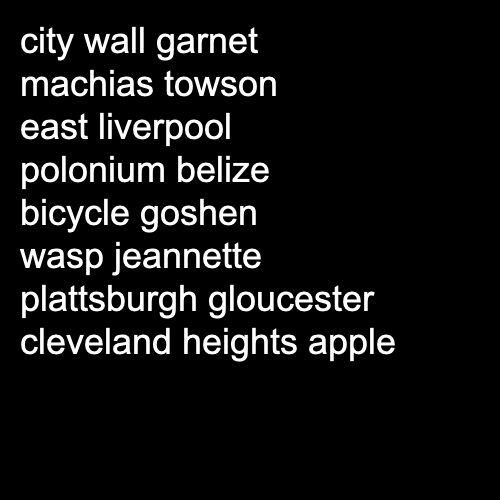 city wall garnet
machias towson
east liverpool
polonium belize
bicycle goshen
wasp jeannette
plattsburgh gloucester
cleveland heights apple